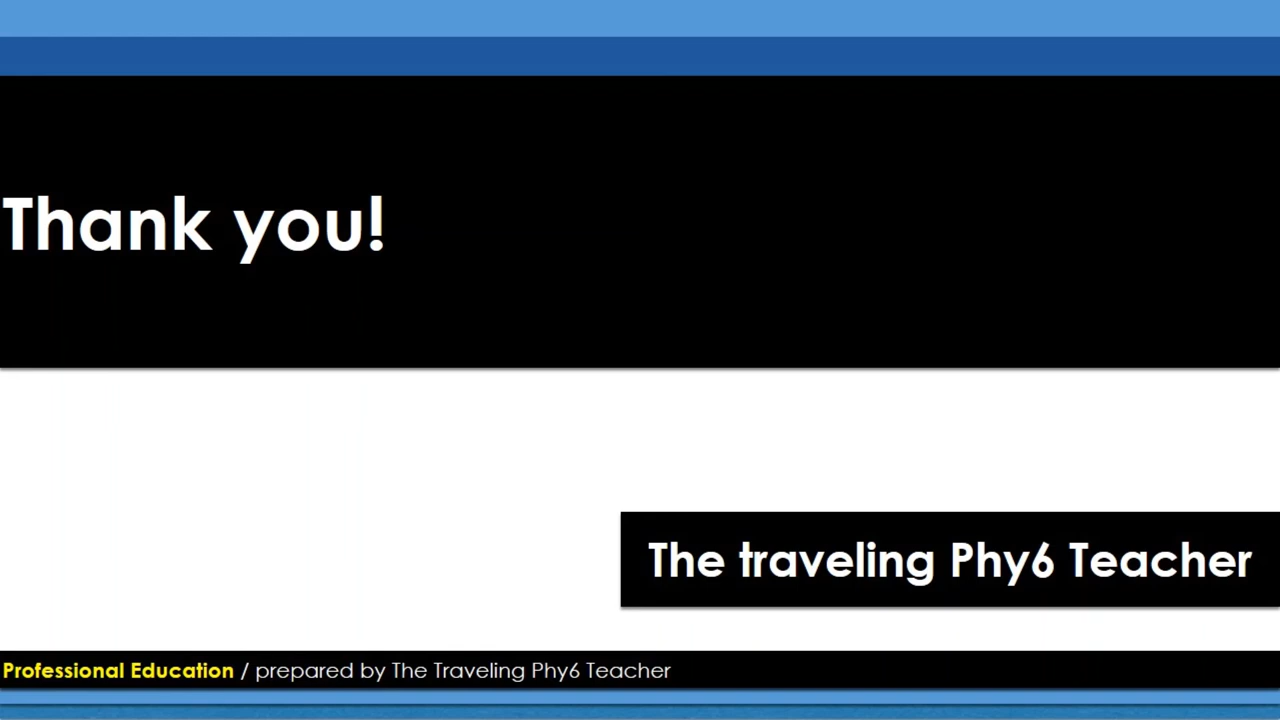 Thank you!
The traveling Phy6 Teacher
Professional Education / prepared by The Traveling Phy6 Teacher